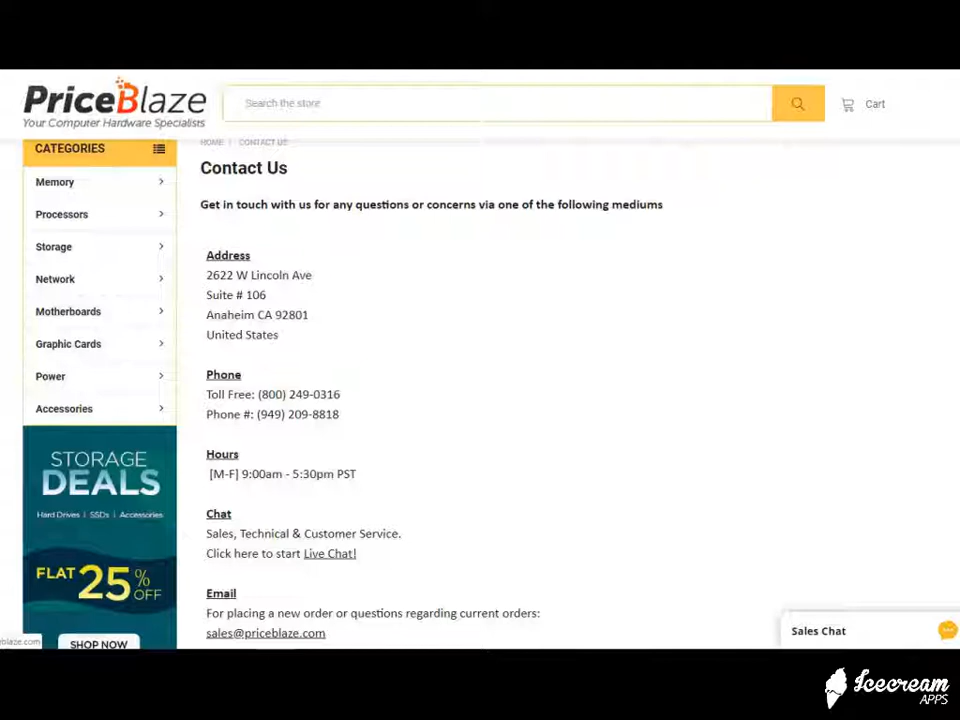 PriceBlaze
Your Computer Hardware Specialists
Search the store
Cart
CATEGORIES
Memory
Processors
Storage
Network
Motherboards
Graphic Cards
Power
Accessories
STORAGE
DEALS
Hard Drives | SSDs | Accessories
FLAT 25% OFF
SHOP NOW
HOME | CONTACT US
Contact Us
Get in touch with us for any questions or concerns via one of the following mediums
Address
2622 W Lincoln Ave
Suite # 106
Anaheim CA 92801
United States
Phone
Toll Free: (800) 249-0316
Phone #: (949) 209-8818
Hours
[M-F] 9:00am - 5:30pm PST
Chat
Sales, Technical & Customer Service.
Click here to start Live Chat!
Email
For placing a new order or questions regarding current orders:
sales@priceblaze.com
Sales Chat
eblaze.com
Icecream
APPS